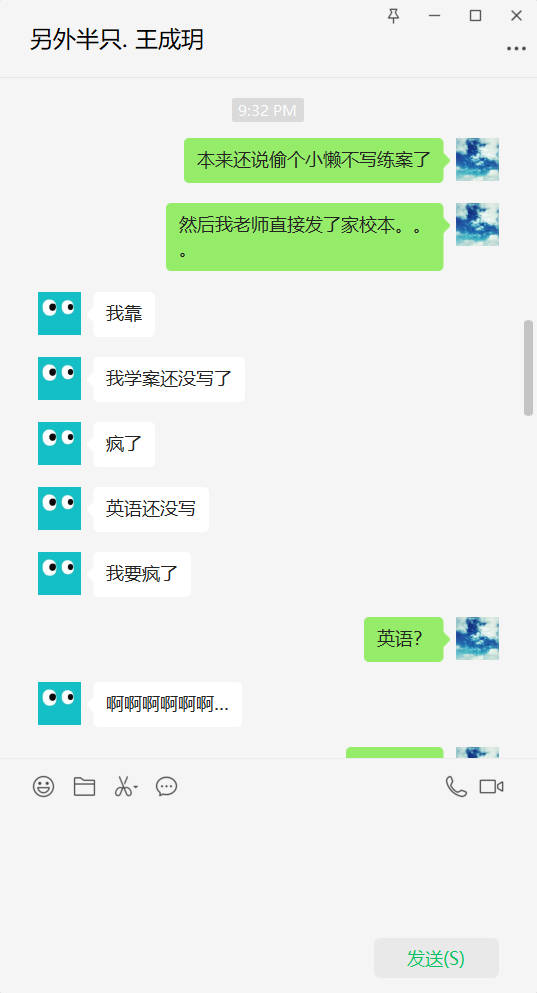 另外半只. 王成玥
9:32 PM
本来还说偷个小懒不写练案了
然后我老师直接发了家校本。。
。
我靠
我学案还没写了
疯了
英语还没写
我要疯了
英语?
啊啊啊啊啊啊...
发送(S)